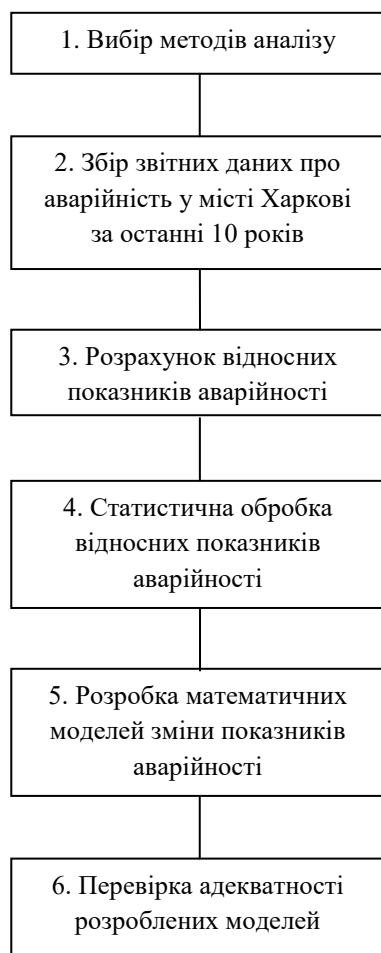 1. Вибір методів аналізу
2. Збір звітних даних про
аварійність у місті Харкові
за останні 10 років
3. Розрахунок відносних
показників аварійності
4. Статистична обробка
відносних показників
аварійності
5. Розробка математичних
моделей зміни показників
аварійності
6. Перевірка адекватності
розроблених моделей